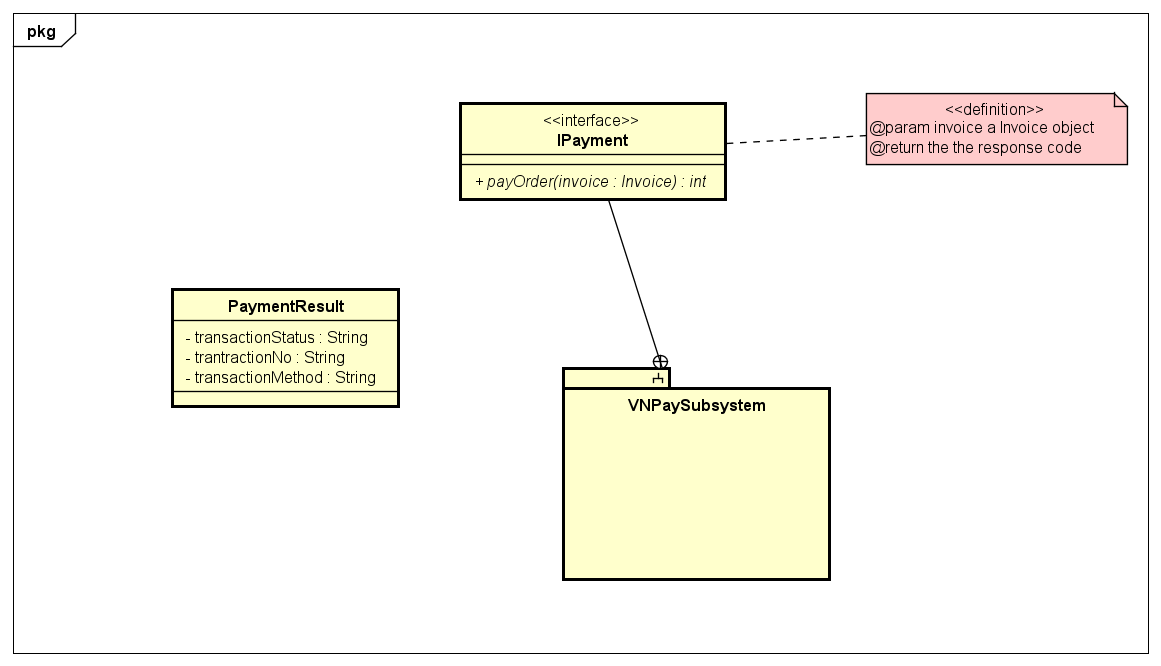 pkg
<<interface>>
IPayment
+ payOrder(invoice : Invoice) : int
<<definition>>
@param invoice a Invoice object
@return the the response code
PaymentResult
- transactionStatus : String
- trantractionNo : String
- transactionMethod : String
VNPaySubsystem